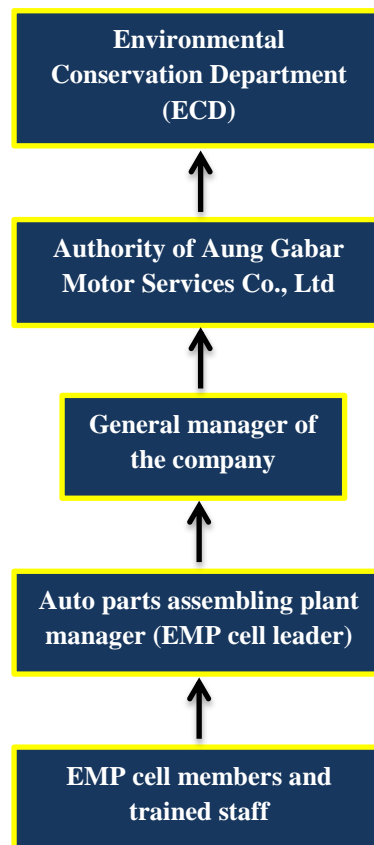 Environmental
Conservation Department
(ECD)
Authority of Aung Gabar
Motor Services Co., Ltd
General manager of
the company
Auto parts assembling plant
manager (EMP cell leader)
EMP cell members and
trained staff